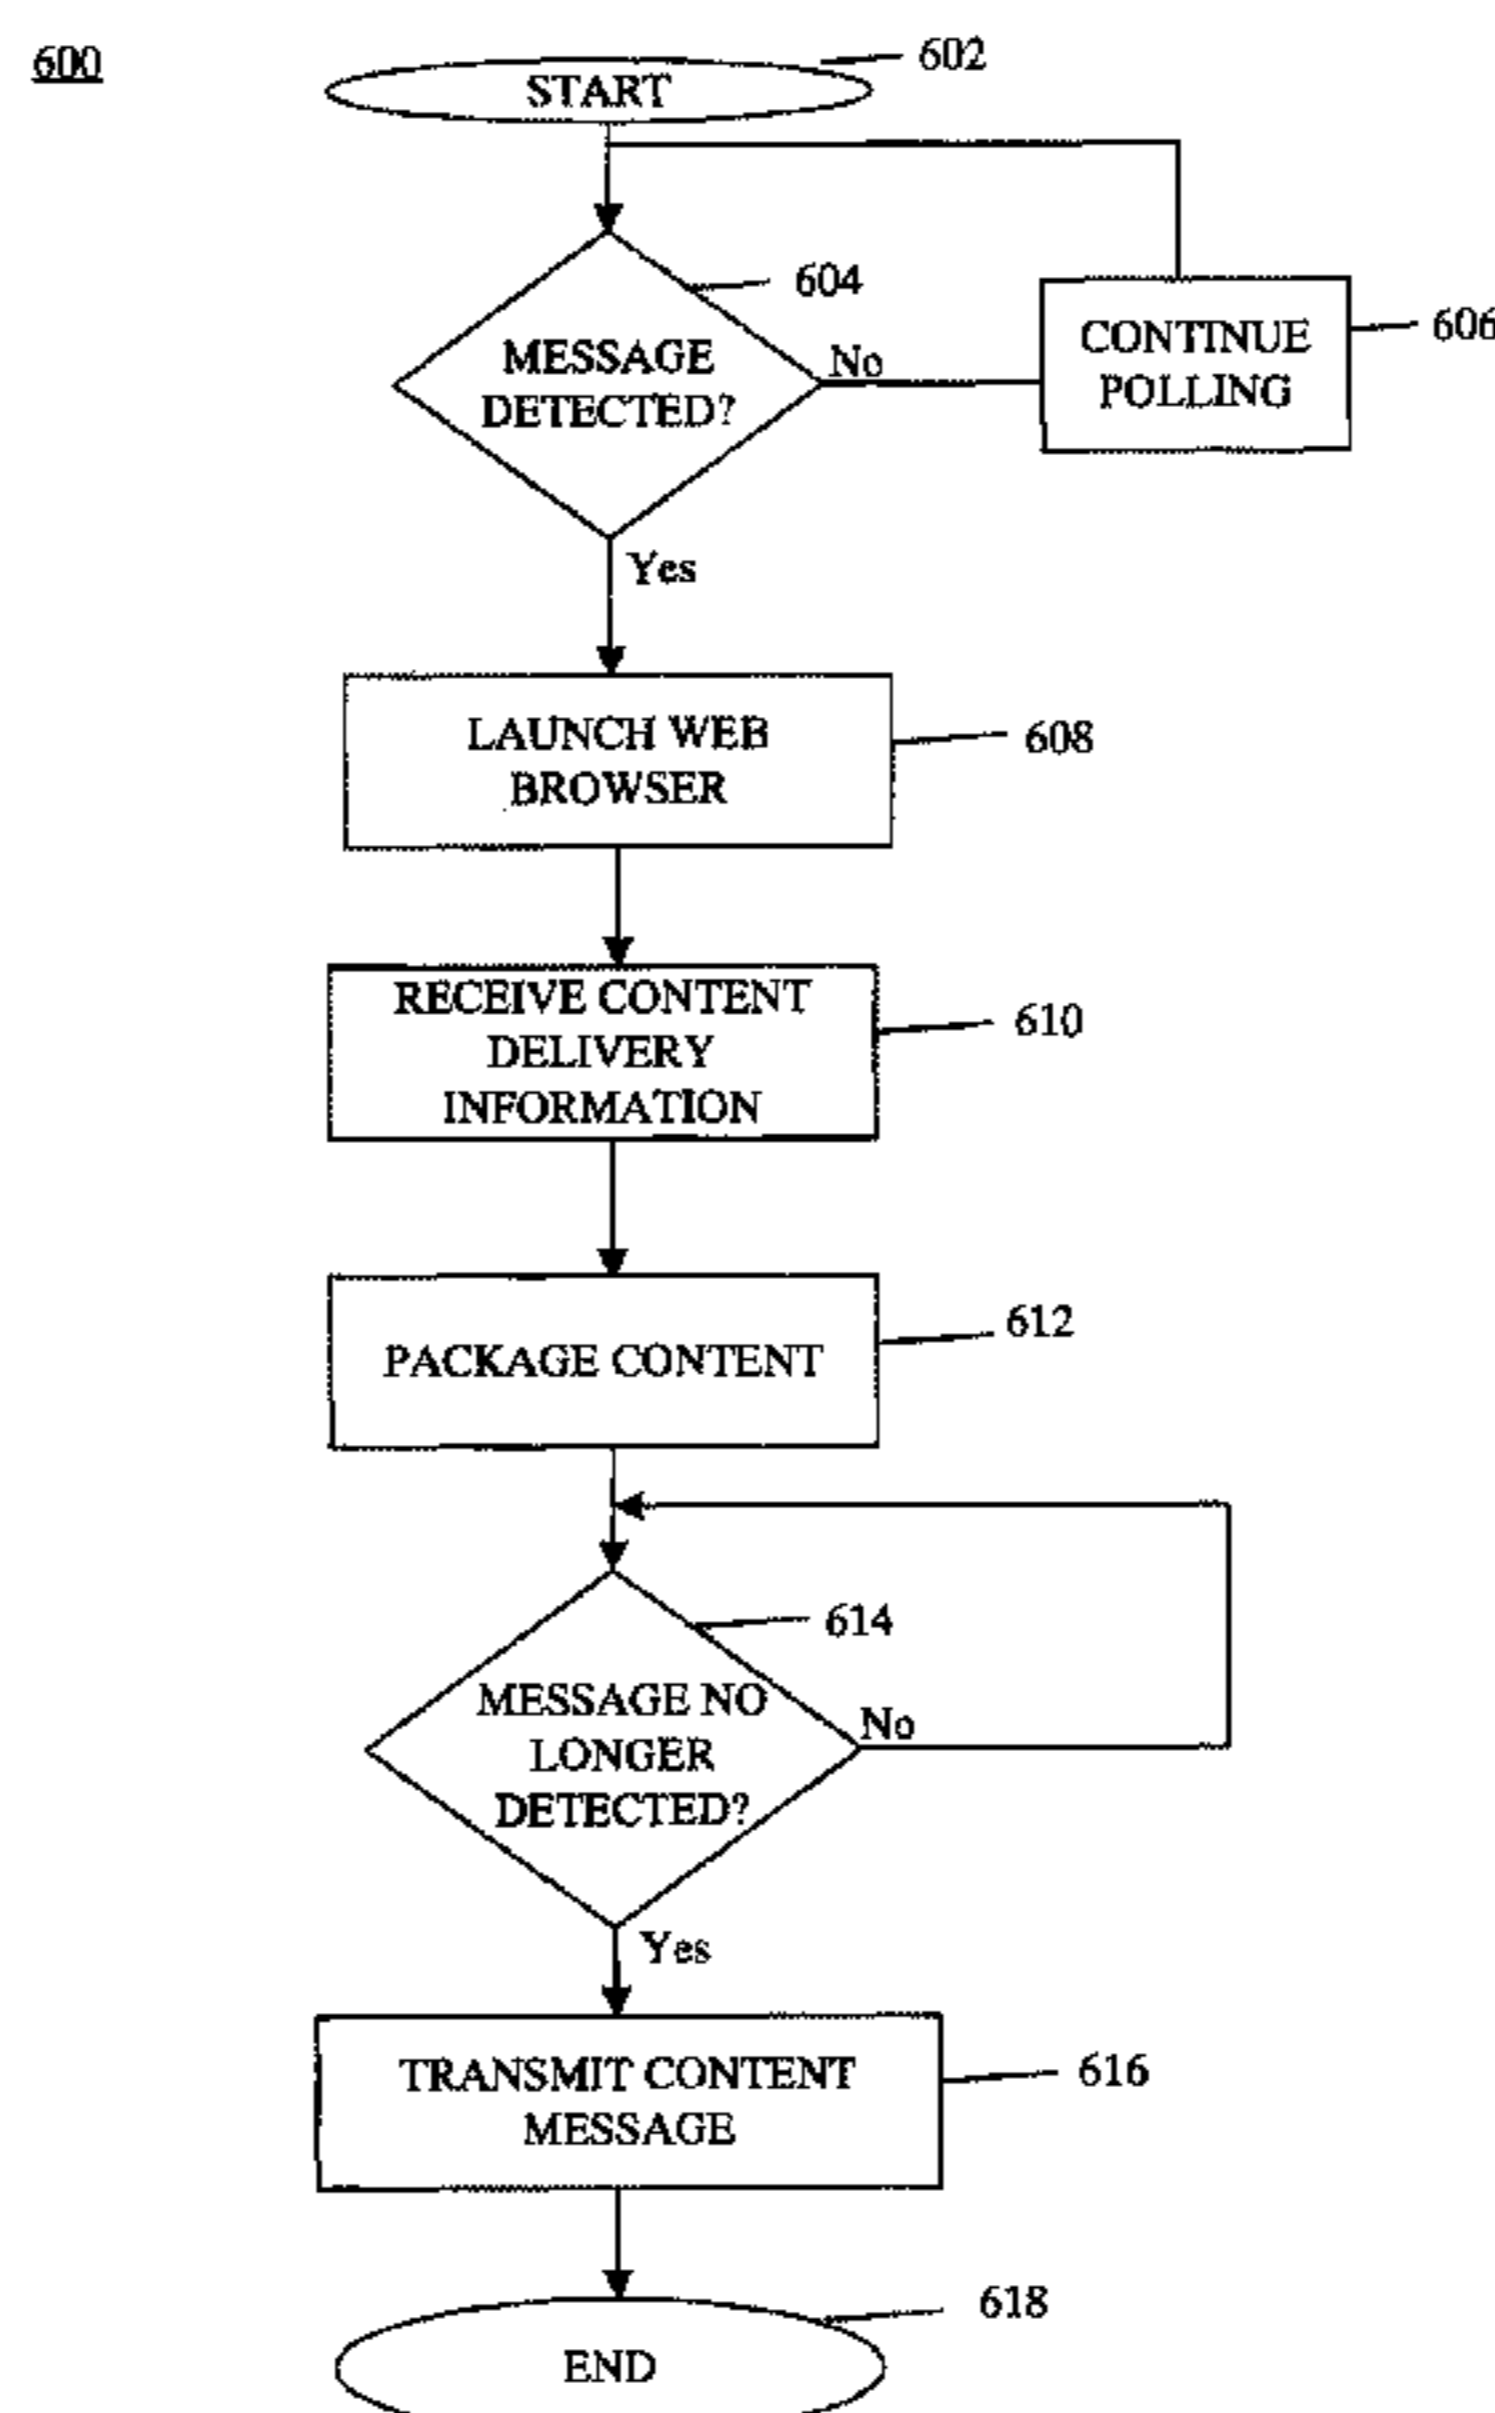 600
602
START
604
MESSAGE
DETECTED?
No
CONTINUE
POLLING
606
Yes
LAUNCH WEB
BROWSER
608
RECEIVE CONTENT
DELIVERY
INFORMATION
610
PACKAGE CONTENT
612
614
MESSAGE NO
LONGER
DETECTED?
No
Yes
TRANSMIT CONTENT
MESSAGE
616
618
END